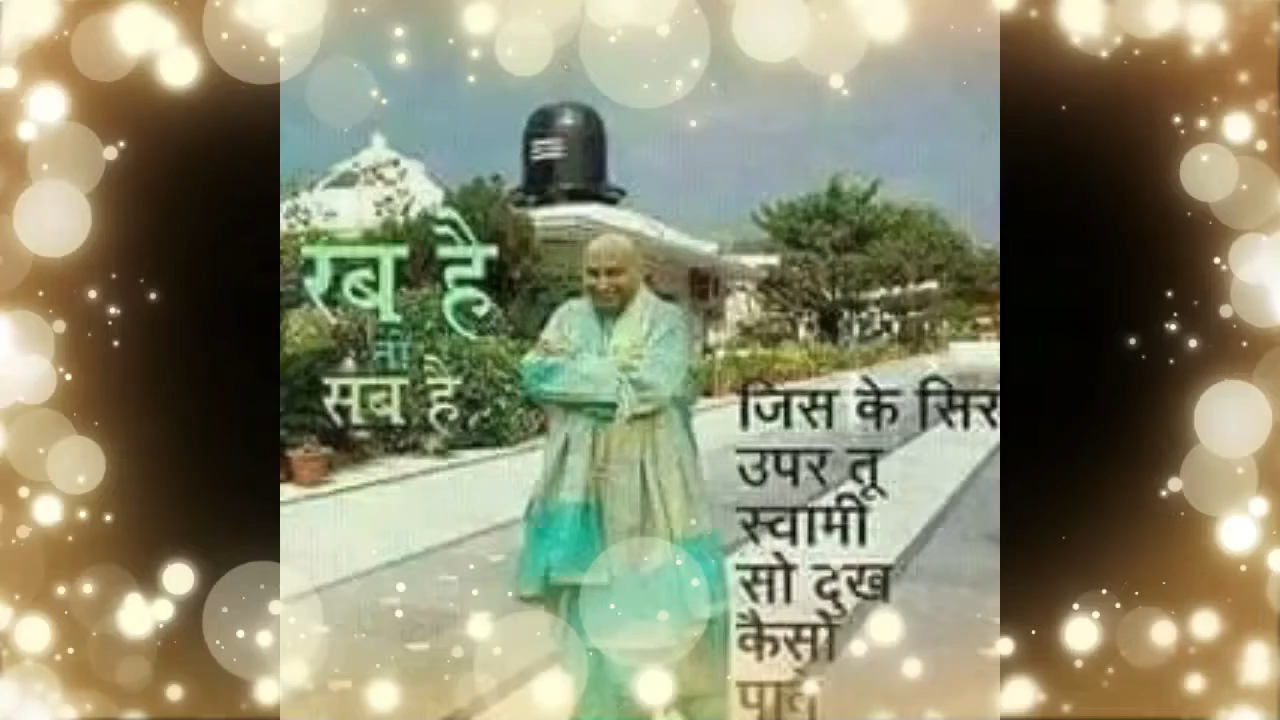 रब है
तो
सब है..
जिस के सिर
उपर तू
स्वामी
सो दुख
कैसो
पावे